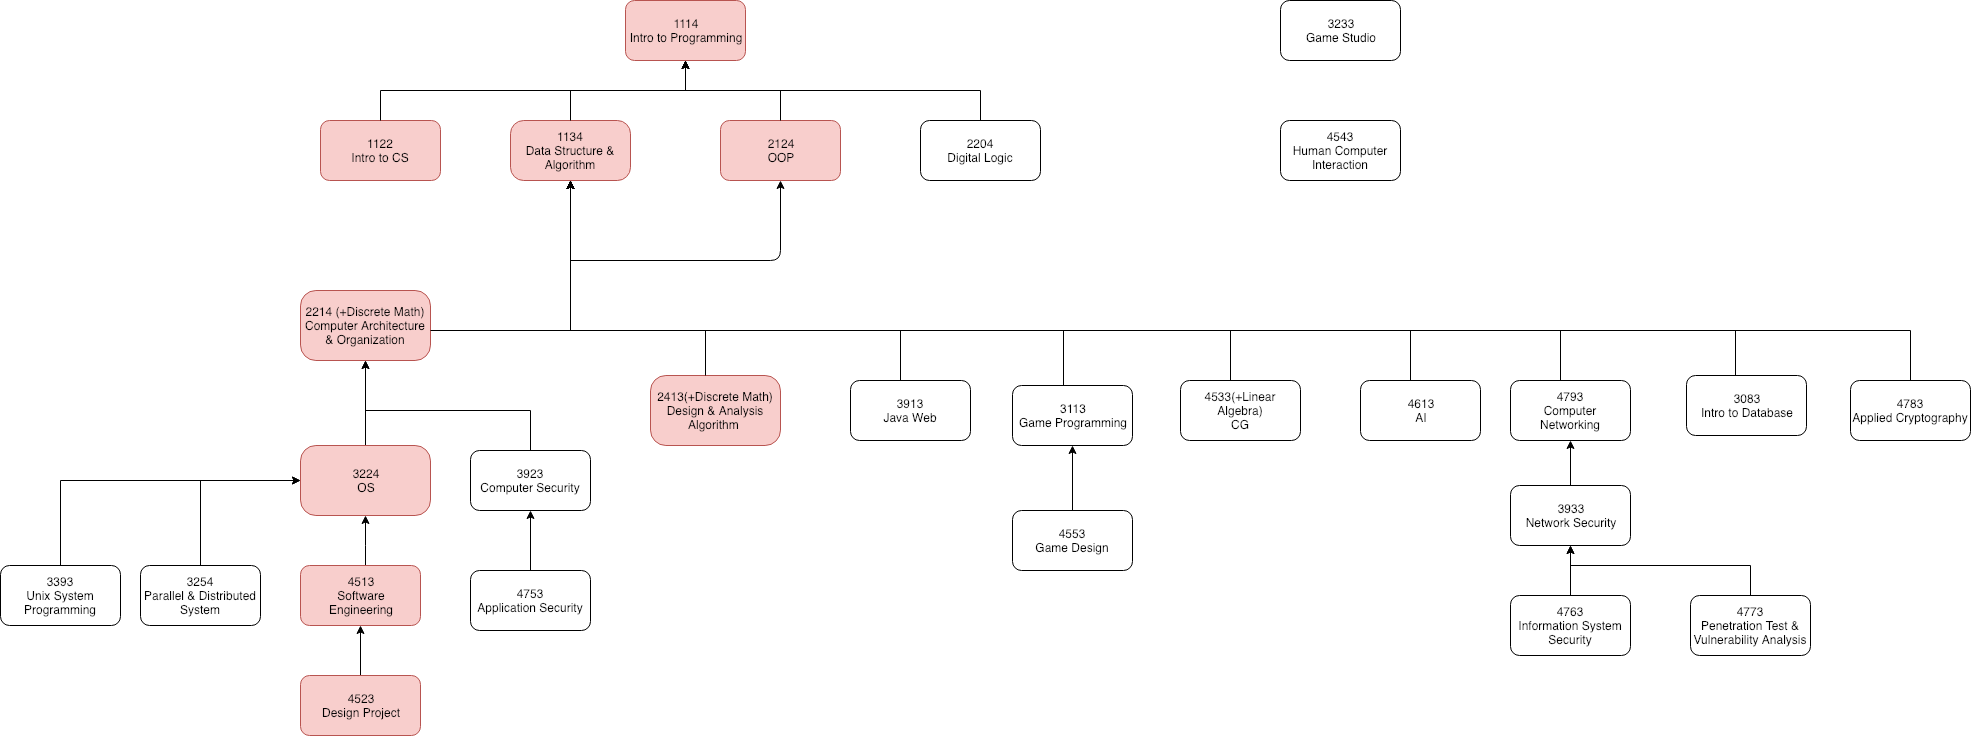 1114
Intro to Programming
3233
Game Studio
1122
Intro to CS
1134
Data Structure &
Algorithm
2124
OOP
2204
Digital Logic
4543
Human Computer
Interaction
2214 (+Discrete Math)
Computer Architecture
& Organization
2413(+Discrete Math)
Design & Analysis
Algorithm
3913
Java Web
3113
Game Programming
4533(+Linear
Algebra)
CG
4613
AI
4793
Computer
Networking
3083
Intro to Database
4783
Applied Cryptography
3224
OS
3923
Computer Security
3933
Network Security
4553
Game Design
3393
Unix System
Programming
3254
Parallel & Distributed
System
4513
Software
Engineering
4753
Application Security
4763
Information System
Security
4773
Penetration Test &
Vulnerability Analysis
4523
Design Project